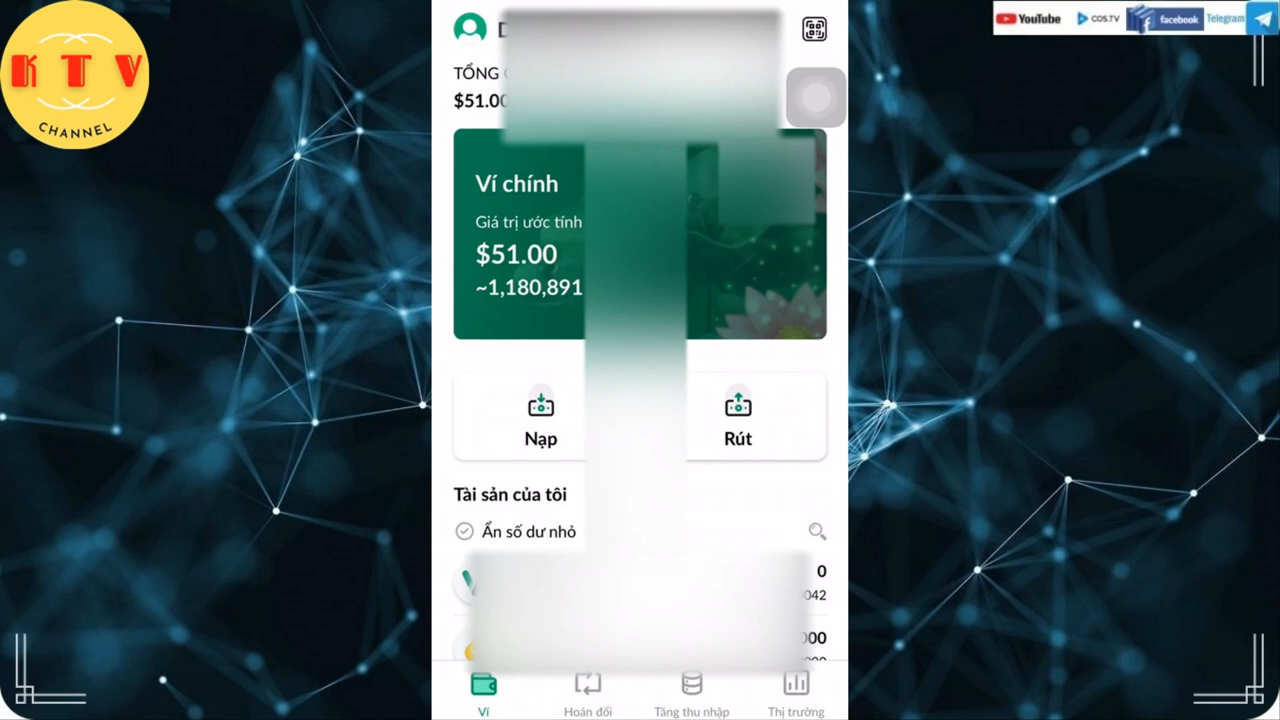 KTV
CHANNEL
YouTube
COS.TV
facebook
Telegram
TỔNG
$51.00
Ví chính
Giá trị ước tính
$51.00
~1,180,891
Nạp
Rút
Tài sản của tôi
Ẩn số dư nhỏ
0
Ví
Hoán đổi
Tăng thu nhập
Thị trường